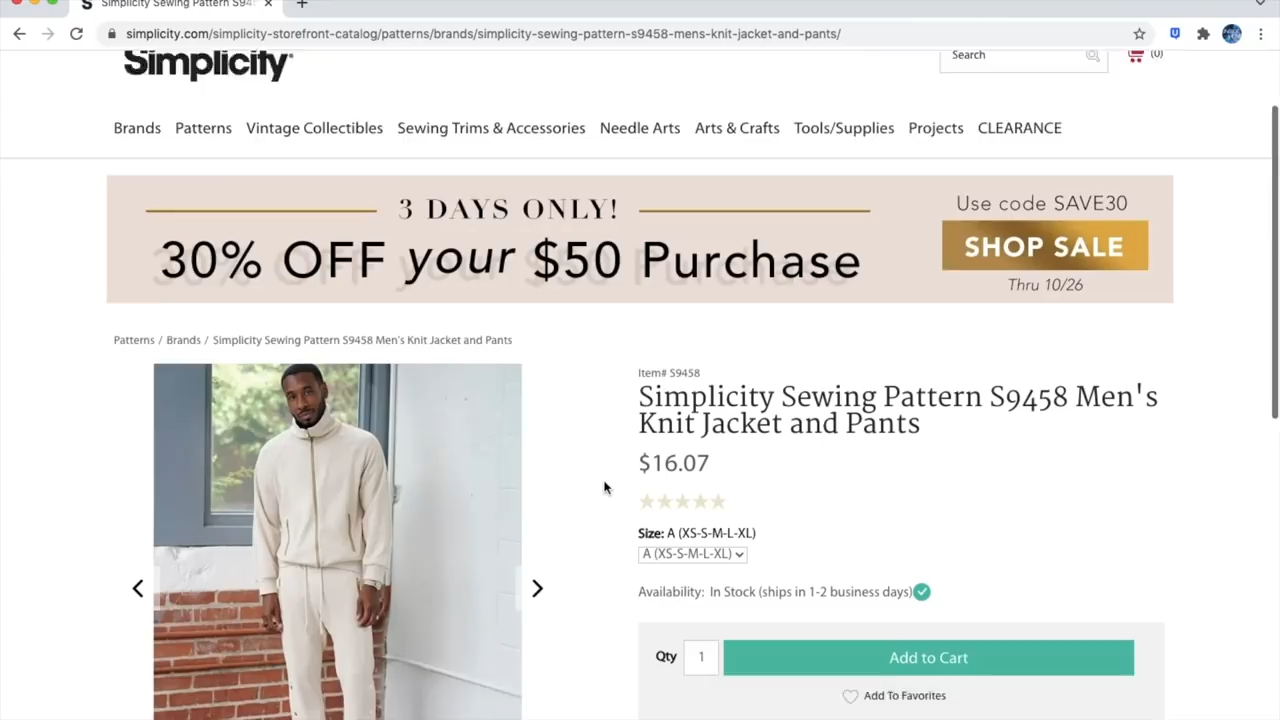 Simplicity Sewing Pattern S94
simplicity.com/simplicity-storefront-catalog/patterns/brands/simplicity-sewing-pattern-s9458-mens-knit-jacket-and-pants/
Simplicity
Search
(0)
Brands Patterns Vintage Collectibles Sewing Trims & Accessories Needle Arts Arts & Crafts Tools/Supplies Projects CLEARANCE
3 DAYS ONLY!
30% OFF your $50 Purchase
Use code SAVE30
SHOP SALE
Thru 10/26
Patterns / Brands / Simplicity Sewing Pattern S9458 Men's Knit Jacket and Pants
Item# S9458
Simplicity Sewing Pattern S9458 Men's
Knit Jacket and Pants
$16.07
Size: A (XS-S-M-L-XL)
A (XS-S-M-L-XL)
Availability: In Stock (ships in 1-2 business days)
Qty 1 Add to Cart
Add To Favorites